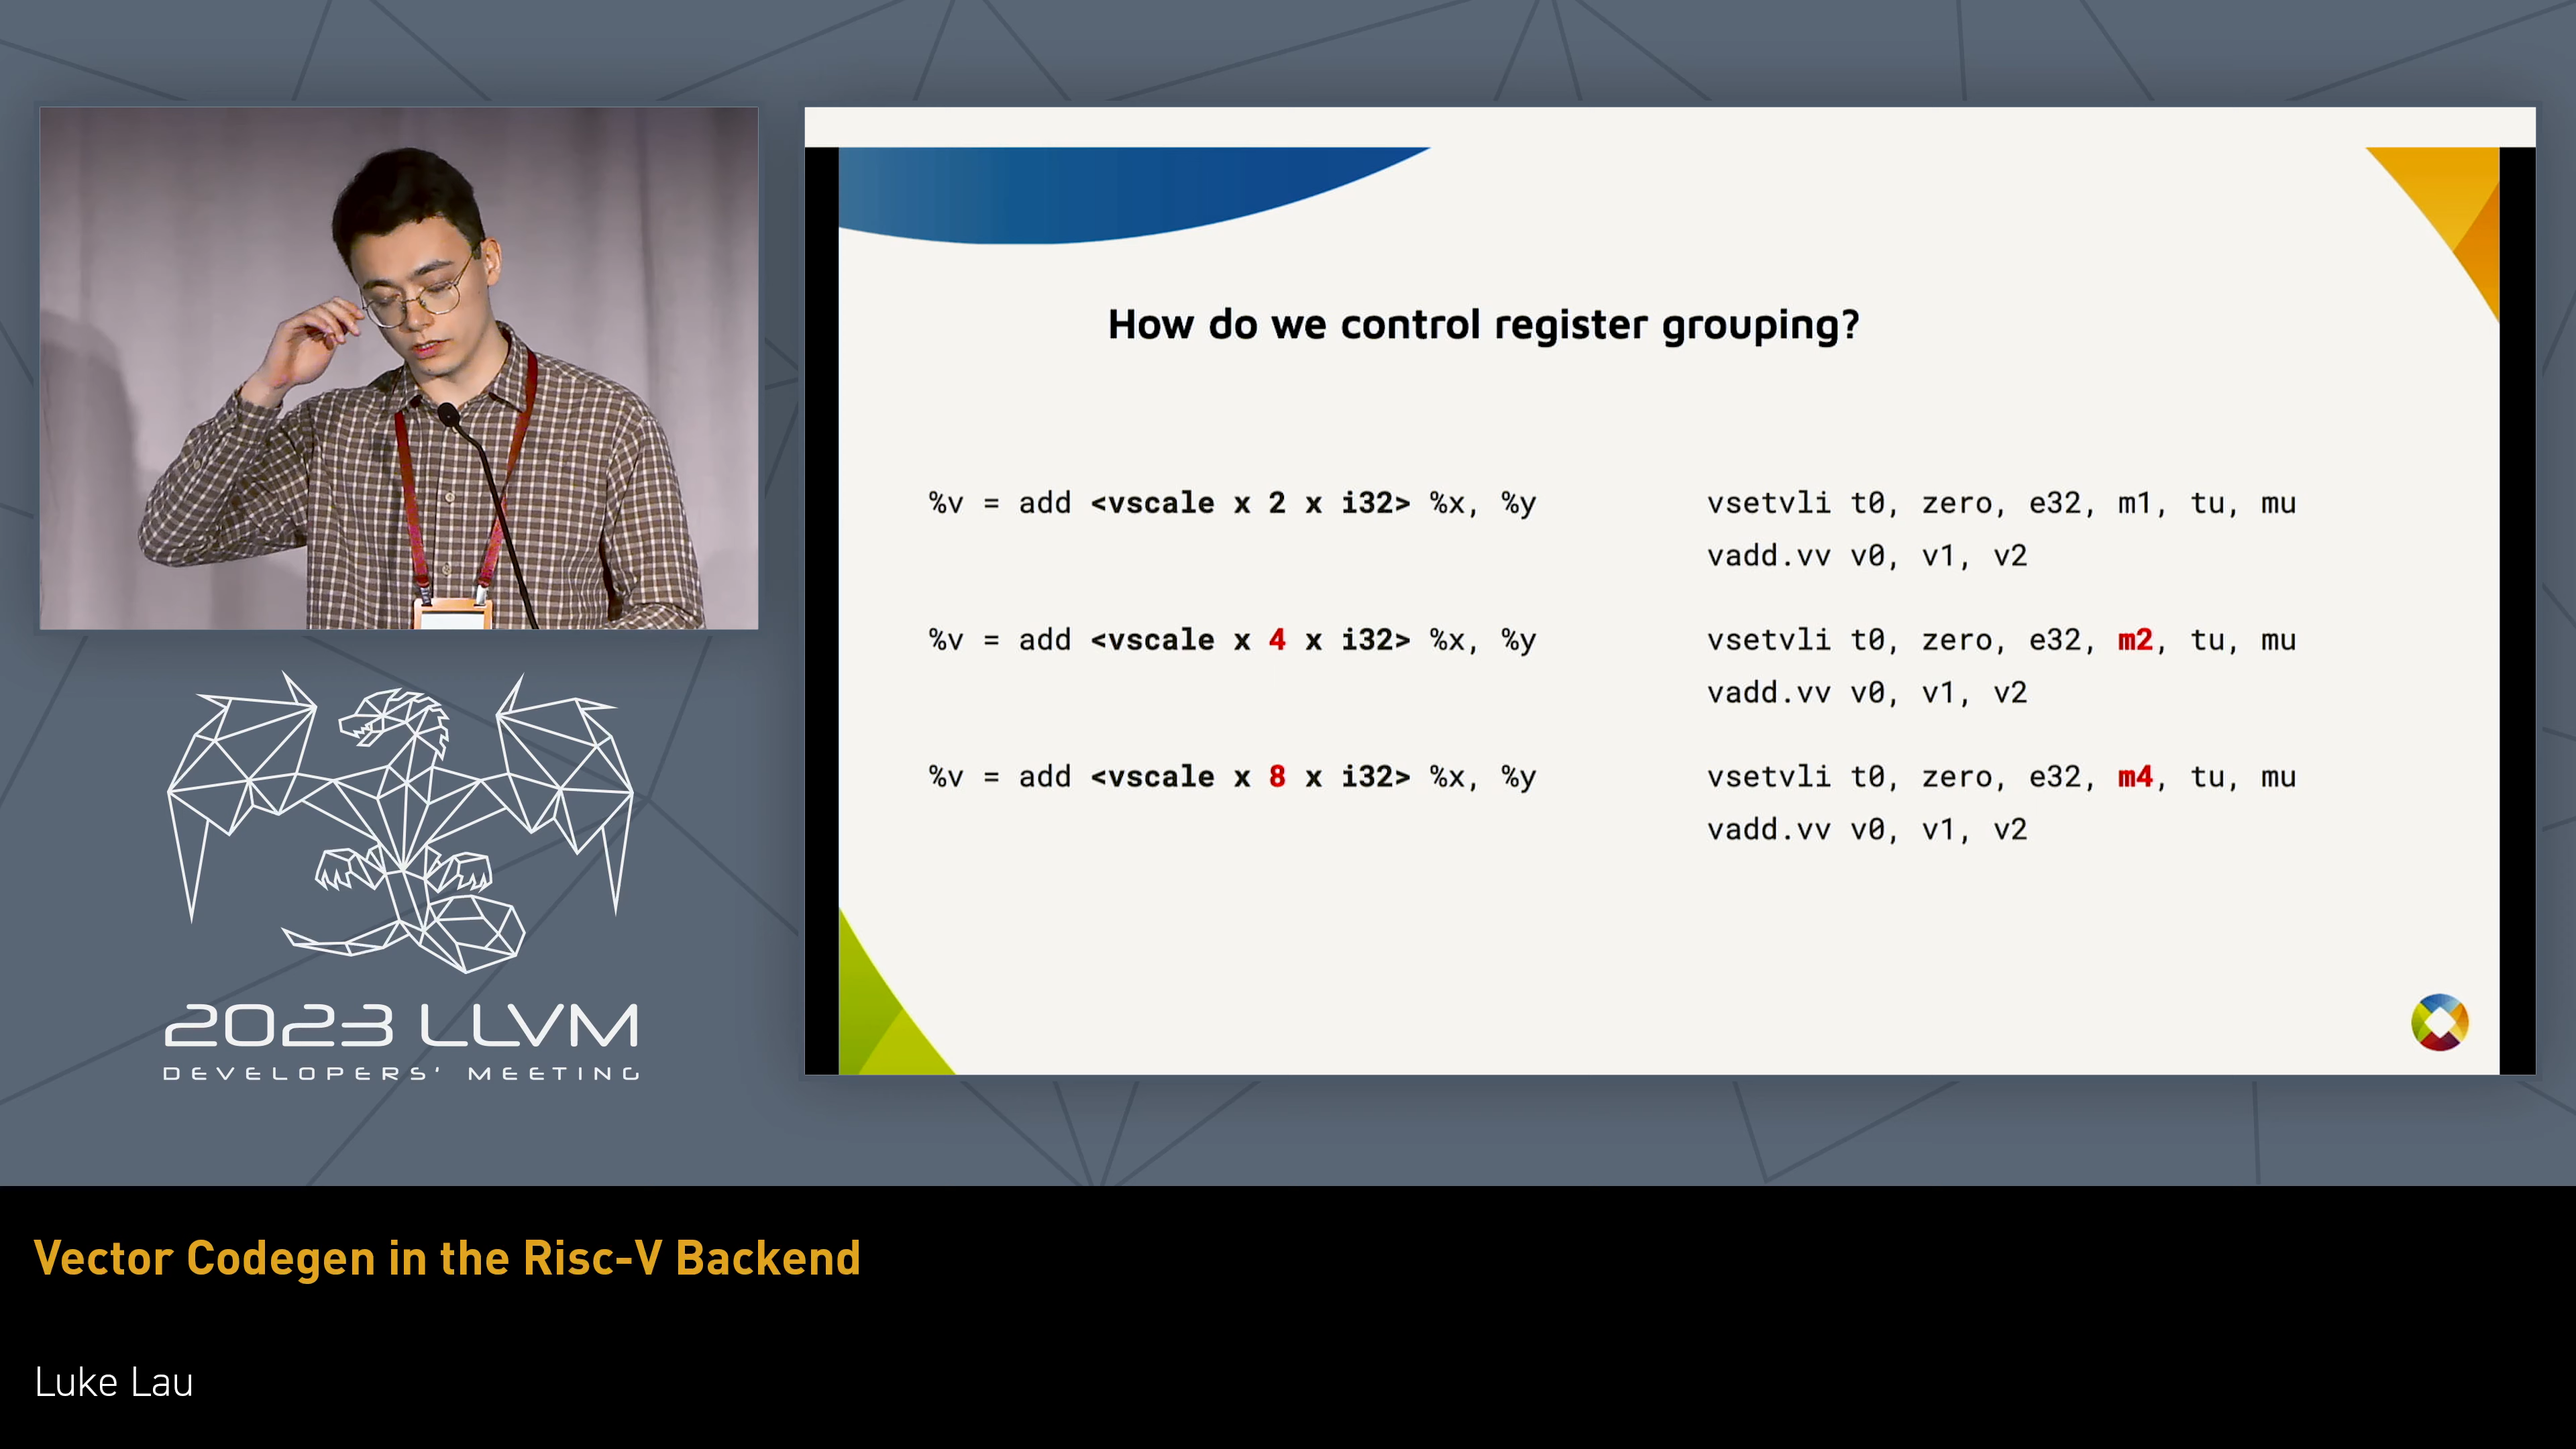 How do we control register grouping?
%v = add <vscale x 2 x i32> %x, %y
vsetvli t0, zero, e32, m1, tu, mu
vadd.vv v0, v1, v2
%v = add <vscale x 4 x i32> %x, %y
vsetvli t0, zero, e32, m2, tu, mu
vadd.vv v0, v1, v2
%v = add <vscale x 8 x i32> %x, %y
vsetvli t0, zero, e32, m4, tu, mu
vadd.vv v0, v1, v2
2023 LLVM
DEVELOPERS' MEETING
Vector Codegen in the Risc-V Backend
Luke Lau